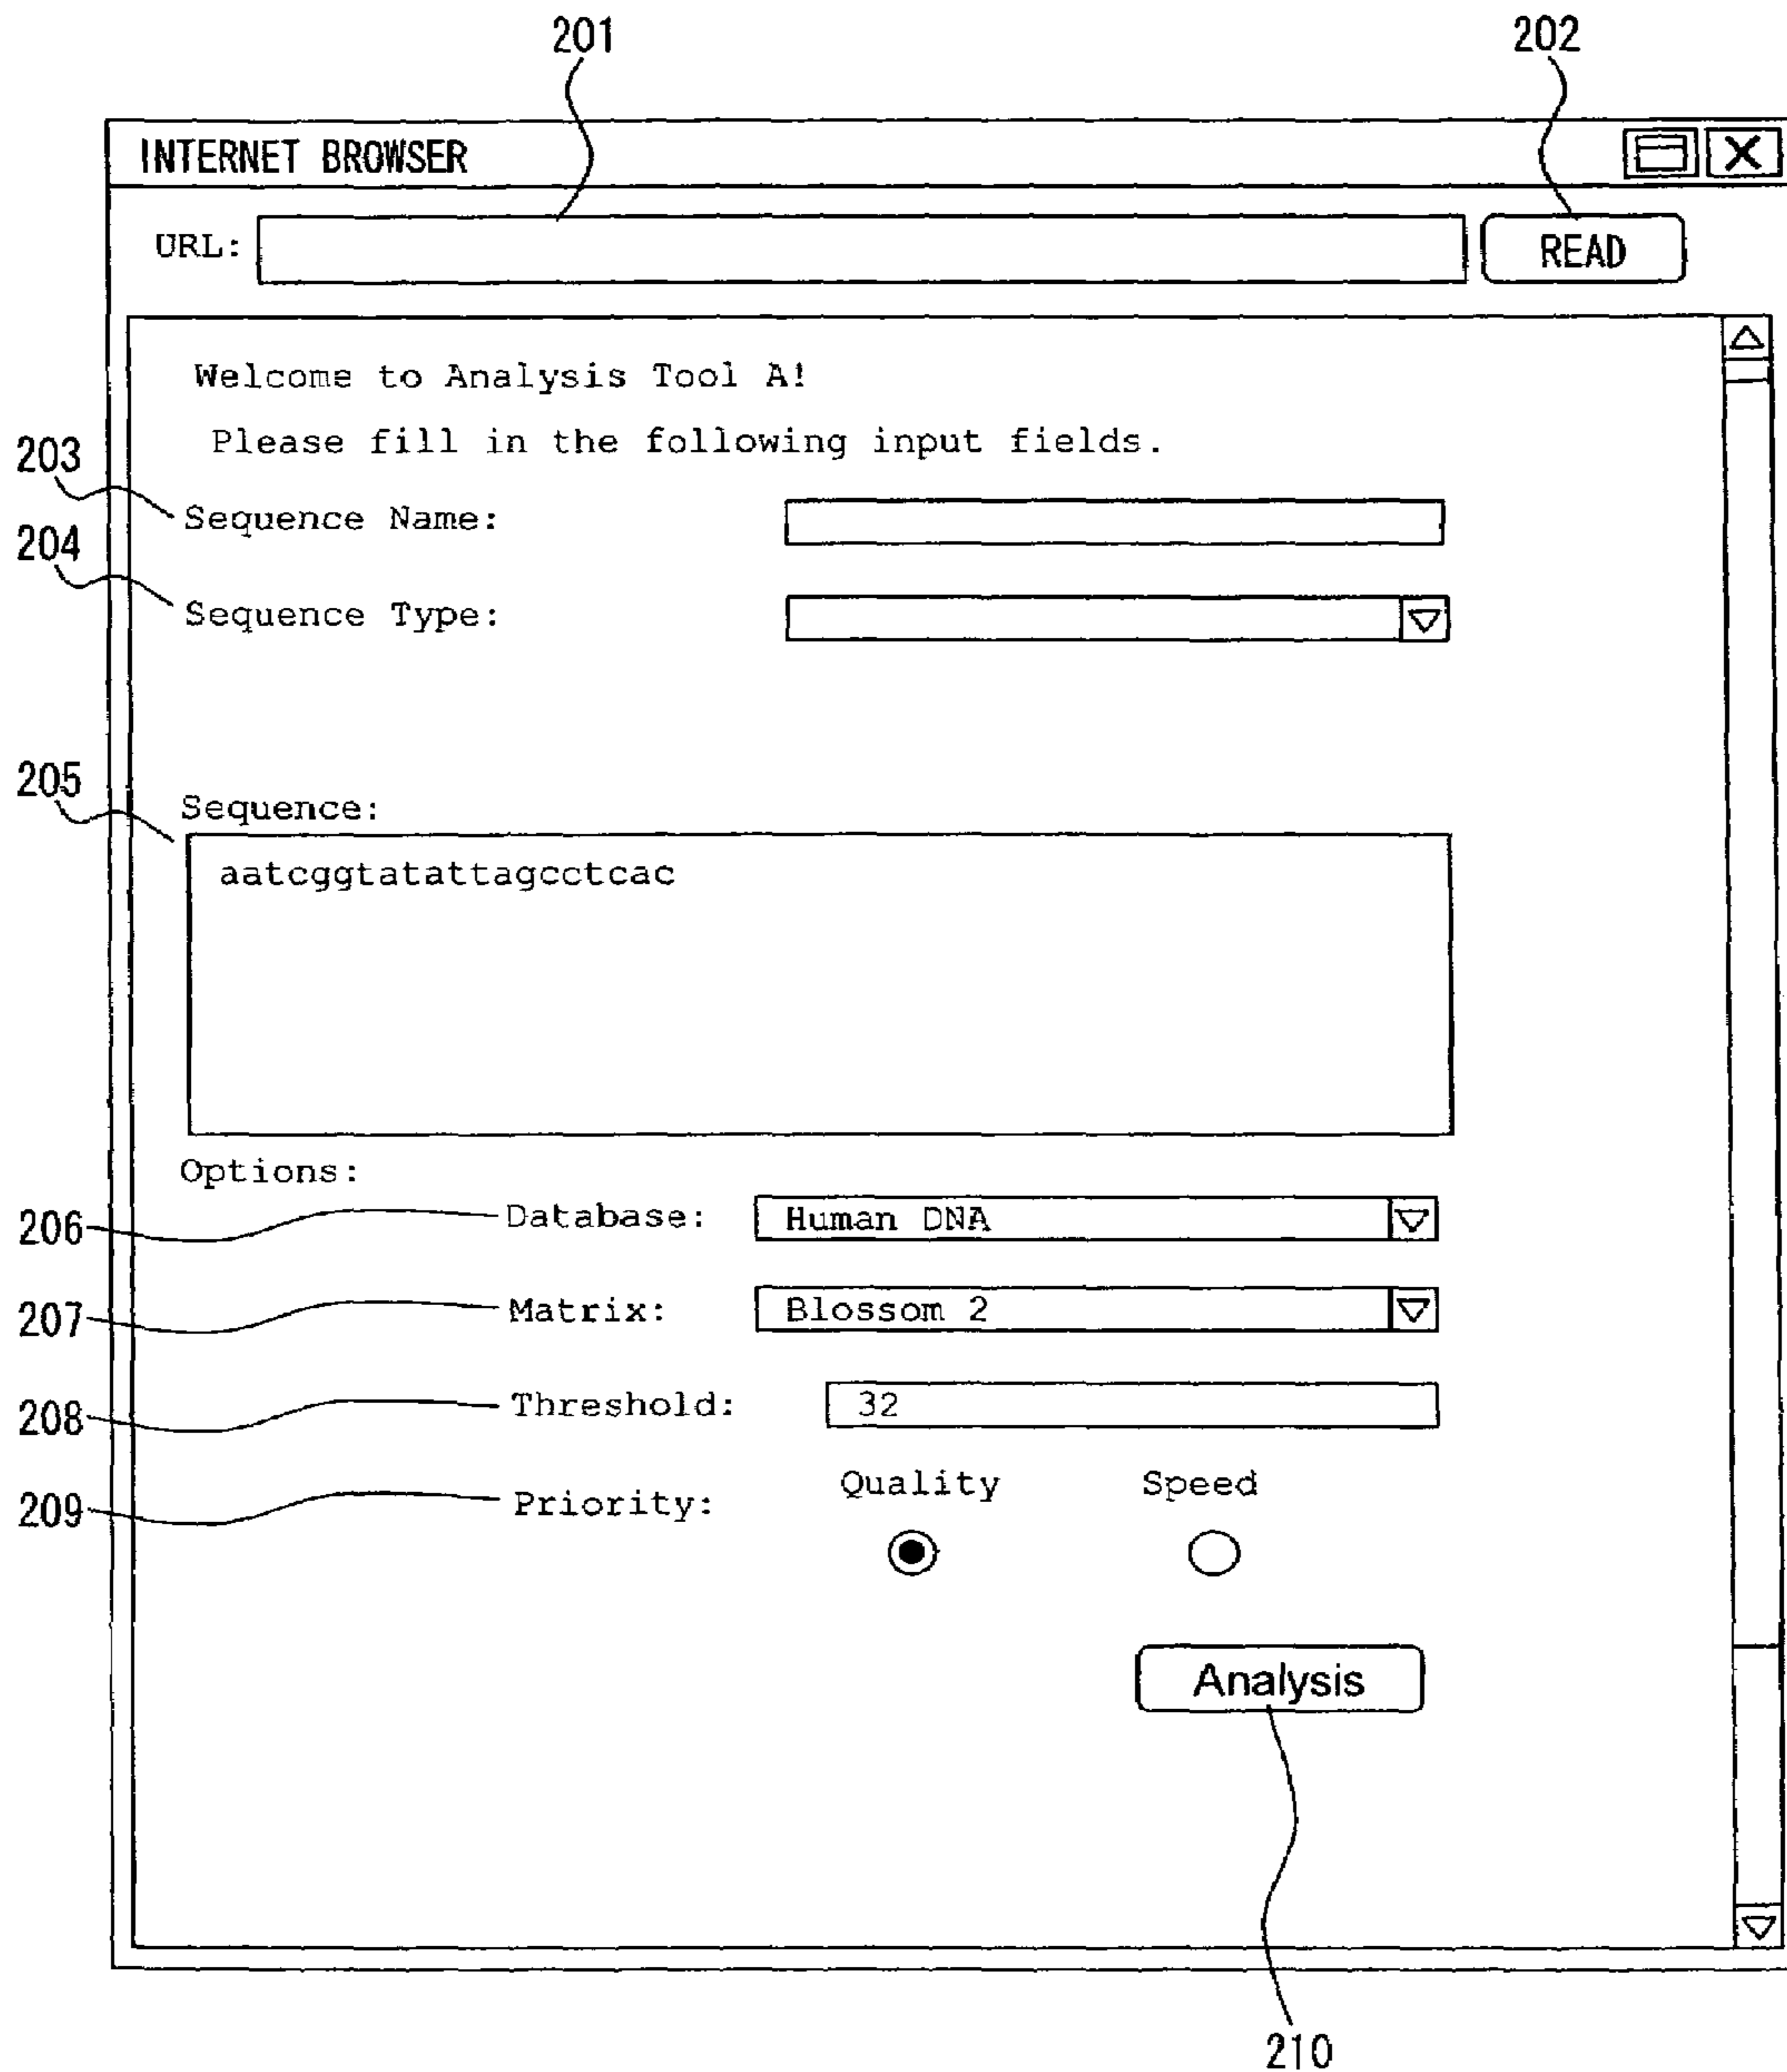 201 202
INTERNET BROWSER
URL: READ
Welcome to Analysis Tool A!
Please fill in the following input fields.
203
Sequence Name:
204
Sequence Type:
205
Sequence:
aatcggtatattagcctcac
Options:
206 Database: Human DNA
207 Matrix: Blossom 2
208 Threshold: 32
Quality Speed
209 Priority:
Analysis
210